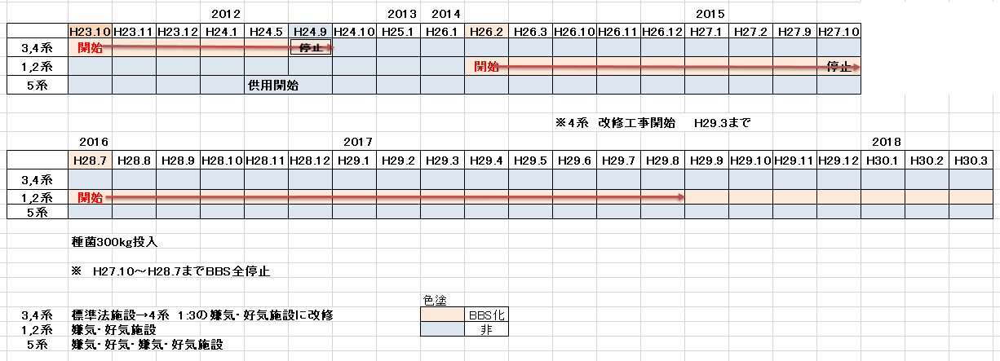 2012 2013 2014 2015
H23.10 H23.11 H23.12 H24.1 H24.5 H24.9 H24.10 H25.1 H26.1 H26.2 H26.3 H26.10 H26.11 H26.12 H27.1 H27.2 H27.9 H27.10
3,4系 開始 停止
1,2系 開始 停止
5系 供用開始
※4系 改修工事開始 H29.3まで
2016 2017 2018
H28.7 H28.8 H28.9 H28.10 H28.11 H28.12 H29.1 H29.2 H29.3 H29.4 H29.5 H29.6 H29.7 H29.8 H29.9 H29.10 H29.11 H29.12 H30.1 H30.2 H30.3
3,4系
1,2系 開始
5系
種菌300kg投入
※ H27.10～H28.7までBBS全停止
色塗
3,4系 標準法施設→4系 1:3の嫌気・好気施設に改修 BBS化
1,2系 嫌気・好気施設 非
5系 嫌気・好気・嫌気・好気施設